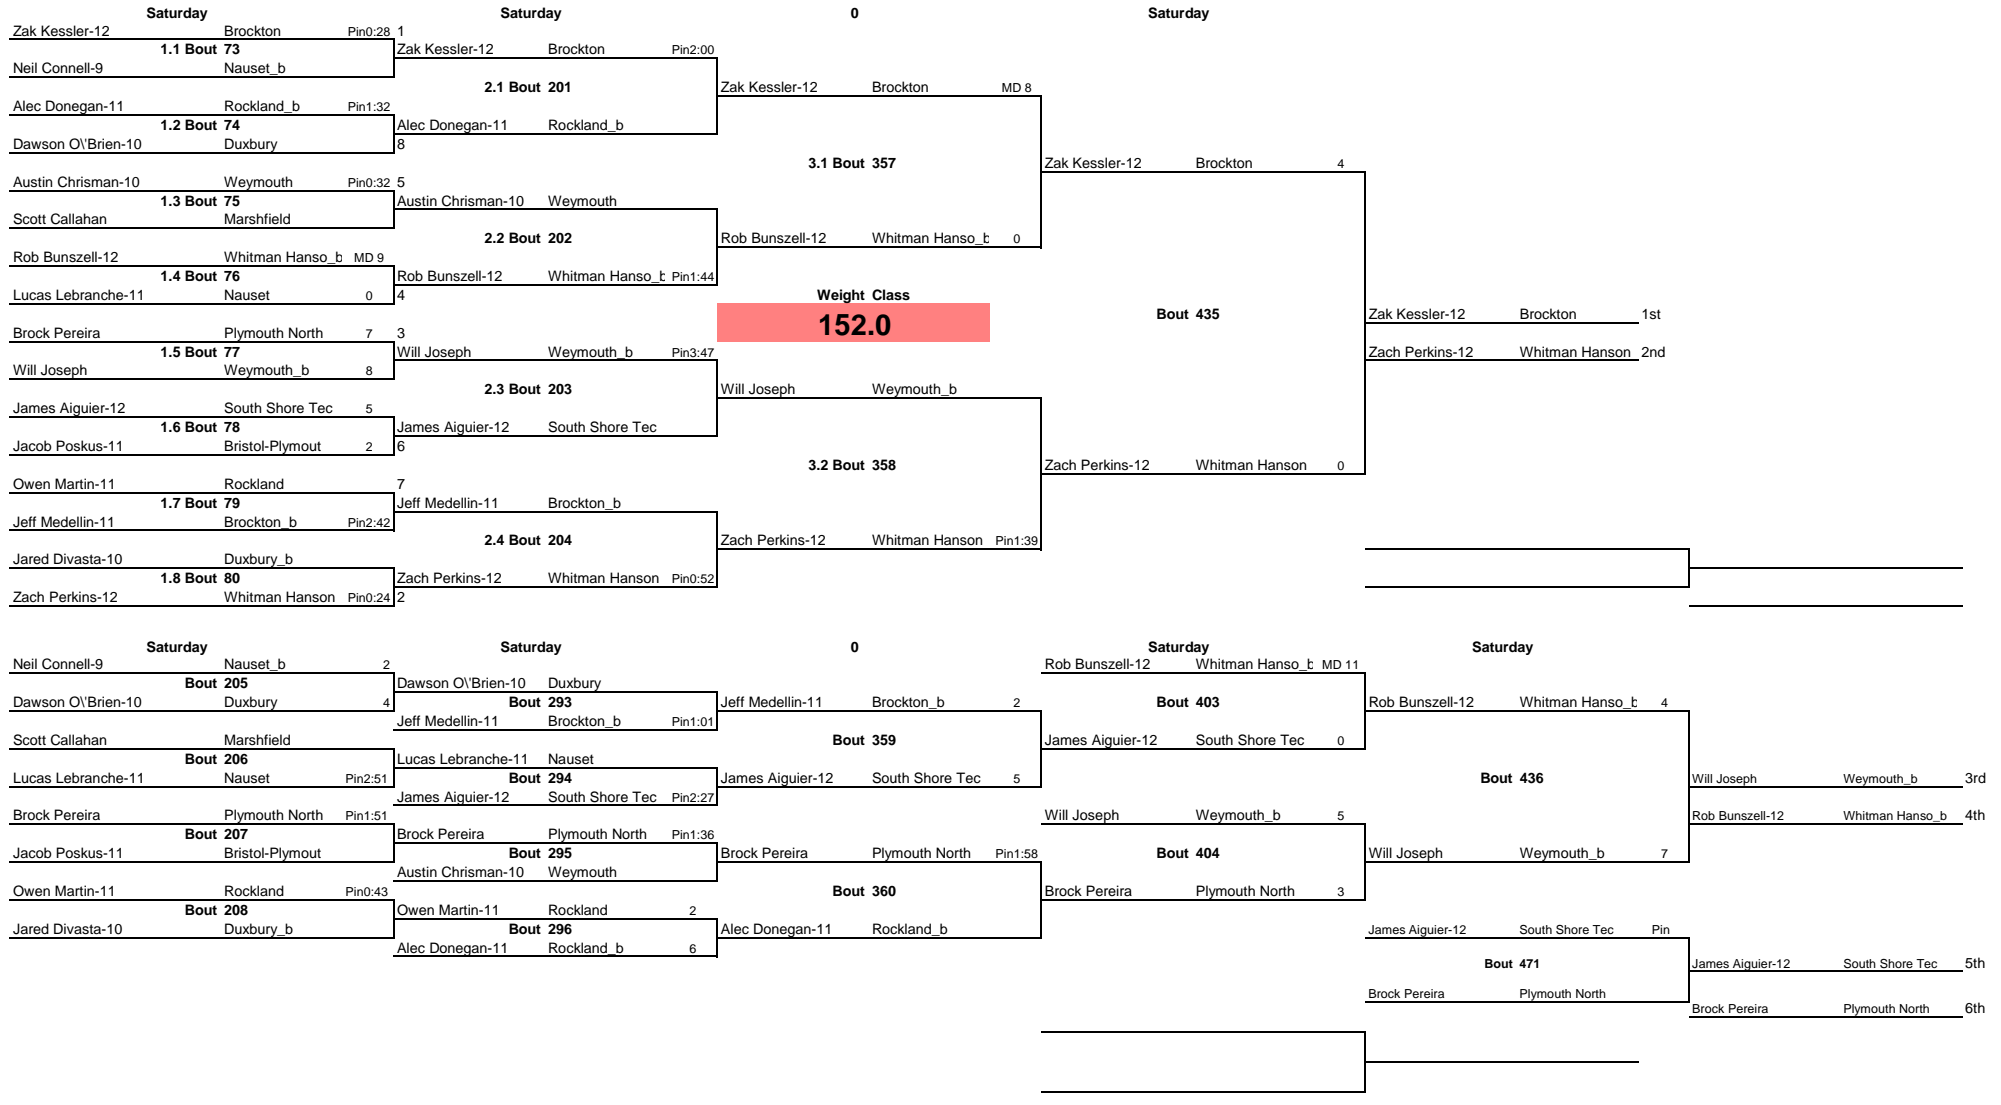 Saturday Saturday 0 Saturday
Zak Kessler-12 Brockton Pin0:28 1
1.1 Bout 73 Zak Kessler-12 Brockton Pin2:00
Neil Connell-9 Nauset_b
2.1 Bout 201 Zak Kessler-12 Brockton MD 8
Alec Donegan-11 Rockland_b Pin1:32
1.2 Bout 74 Alec Donegan-11 Rockland_b
Dawson O\'Brien-10 Duxbury 8
3.1 Bout 357 Zak Kessler-12 Brockton 4
Austin Chrisman-10 Weymouth Pin0:32 5
1.3 Bout 75 Austin Chrisman-10 Weymouth
Scott Callahan Marshfield
2.2 Bout 202 Rob Bunszell-12 Whitman Hanso_b 0
Rob Bunszell-12 Whitman Hanso_b MD 9
1.4 Bout 76 Rob Bunszell-12 Whitman Hanso_b Pin1:44
Lucas Lebranche-11 Nauset 0 4 Weight Class
Bout 435 Zak Kessler-12 Brockton 1st
152.0
Brock Pereira Plymouth North 7 3
1.5 Bout 77 Will Joseph Weymouth_b Pin3:47 Zach Perkins-12 Whitman Hanson 2nd
Will Joseph Weymouth_b 8
2.3 Bout 203 Will Joseph Weymouth_b
James Aiguier-12 South Shore Tec 5
1.6 Bout 78 James Aiguier-12 South Shore Tec
Jacob Poskus-11 Bristol-Plymout 2 6
3.2 Bout 358 Zach Perkins-12 Whitman Hanson 0
Owen Martin-11 Rockland 7
1.7 Bout 79 Jeff Medellin-11 Brockton_b
Jeff Medellin-11 Brockton_b Pin2:42
2.4 Bout 204 Zach Perkins-12 Whitman Hanson Pin1:39
Jared Divasta-10 Duxbury_b
1.8 Bout 80 Zach Perkins-12 Whitman Hanson Pin0:52
Zach Perkins-12 Whitman Hanson Pin0:24 2
Saturday Saturday 0 Saturday Saturday
Neil Connell-9 Nauset_b 2 Rob Bunszell-12 Whitman Hanso_b MD 11
Bout 205 Dawson O\'Brien-10 Duxbury
Dawson O\'Brien-10 Duxbury 4 Bout 293 Jeff Medellin-11 Brockton_b 2 Bout 403 Rob Bunszell-12 Whitman Hanso_b 4
Jeff Medellin-11 Brockton_b Pin1:01
Scott Callahan Marshfield Bout 359 James Aiguier-12 South Shore Tec 0
Bout 206 Lucas Lebranche-11 Nauset
Lucas Lebranche-11 Nauset Pin2:51 Bout 294 James Aiguier-12 South Shore Tec 5 Bout 436 Will Joseph Weymouth_b 3rd
James Aiguier-12 South Shore Tec Pin2:27
Brock Pereira Plymouth North Pin1:51 Will Joseph Weymouth_b 5 Rob Bunszell-12 Whitman Hanso_b 4th
Bout 207 Brock Pereira Plymouth North Pin1:36
Jacob Poskus-11 Bristol-Plymout Bout 295 Brock Pereira Plymouth North Pin1:58 Bout 404 Will Joseph Weymouth_b 7
Austin Chrisman-10 Weymouth
Owen Martin-11 Rockland Pin0:43 Bout 360 Brock Pereira Plymouth North 3
Bout 208 Owen Martin-11 Rockland 2
Jared Divasta-10 Duxbury_b Bout 296 Alec Donegan-11 Rockland_b James Aiguier-12 South Shore Tec Pin
Alec Donegan-11 Rockland_b 6
Bout 471 James Aiguier-12 South Shore Tec 5th
Brock Pereira Plymouth North
Brock Pereira Plymouth North 6th